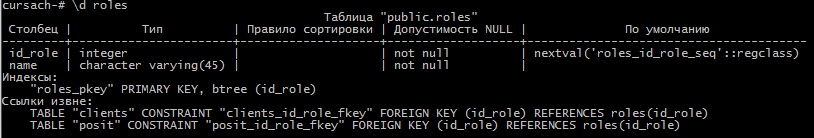 cursach-# \d roles
Таблица "public.roles"
Столбец | Тип | Правило сортировки | Допустимость NULL | По умолчанию
---------+-----------------------+--------------------+-------------------+----------------------------------------
id_role | integer | | not null | nextval('roles_id_role_seq'::regclass)
name | character varying(45) | | not null |
Индексы:
"roles_pkey" PRIMARY KEY, btree (id_role)
Ссылки извне:
TABLE "clients" CONSTRAINT "clients_id_role_fkey" FOREIGN KEY (id_role) REFERENCES roles(id_role)
TABLE "posit" CONSTRAINT "posit_id_role_fkey" FOREIGN KEY (id_role) REFERENCES roles(id_role)